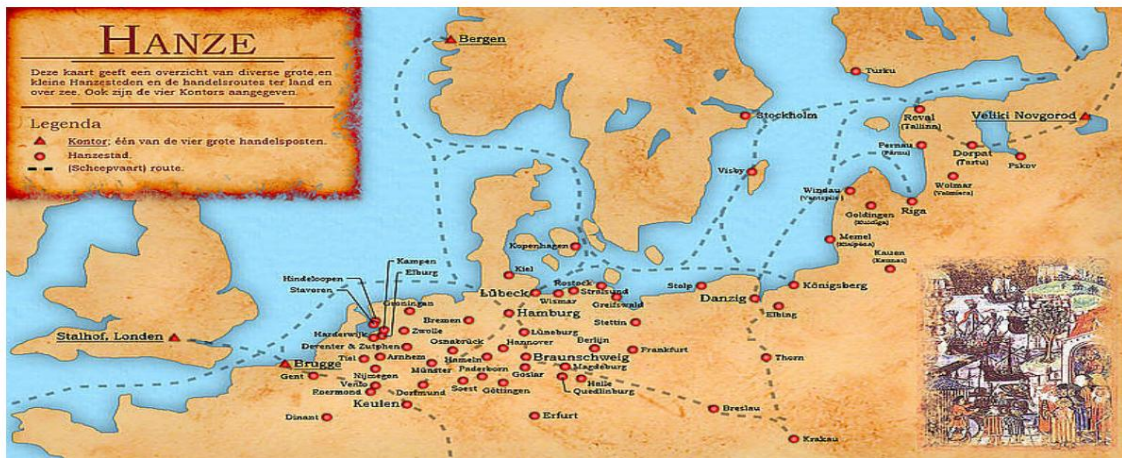 HANZE
Deze kaart geeft een overzicht van diverse grote en
kleine Hanzesteden en de handelsroutes ter land en
over zee. Ook zijn de vier Kontors aangegeven.
Legenda
Kontor; één van de vier grote handelsposten.
Hanzestad.
(Scheepvaart) route.
Bergen
Turku
Stockholm
Reval
(Tallinn)
Veliki Novgorod
Pernau
(Pärnu)
Dorpat
(Tartu)
Pskov
Visby
Wolmar
(Valmiera)
Windau
(Ventspils)
Riga
Goldingen
(Kuldiga)
Memel
(Klaipéda)
Kauen
(Kaunas)
Kopenhagen
Kampen
Elburg
Hindeloopen
Stavoren
Kiel
Rostock
Stralsund
Stolp
Königsberg
Lübeck
Wismar
Greifswald
Danzig
Elbing
Groningen
Bremen
Hamburg
Stettin
Stalhof, Londen
Harderwijk
Zwolle
Lüneburg
Deventer & Zutphen
Osnabrück
Hannover
Berlijn
Frankfurt
Brugge
Tiel
Arnhem
Hameln
Braunschweig
Thorn
Gent
Nijmegen
Münster
Paderborn
Goslar
Magdeburg
Venlo
Soest
Göttingen
Halle
Roermond
Dortmund
Quedlinburg
Keulen
Breslau
Dinant
Erfurt
Krakau